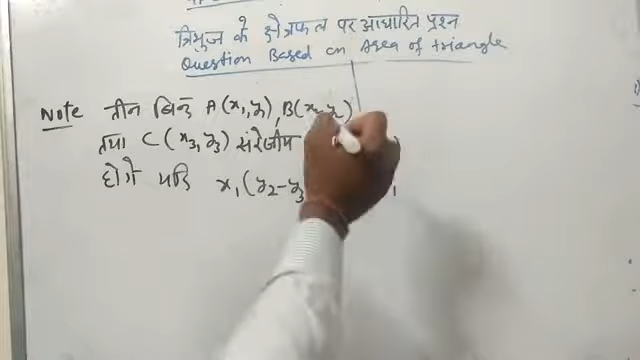 त्रिभुज के क्षेत्रफल पर आधारित प्रश्न
Question Based on Area of triangle
Note तीन बिन्दु A(x₁,y₁), B(x₂,y₂)
तथा C(x₃,y₃) संरेखीय
होगें यदि x₁(y₂-y₃